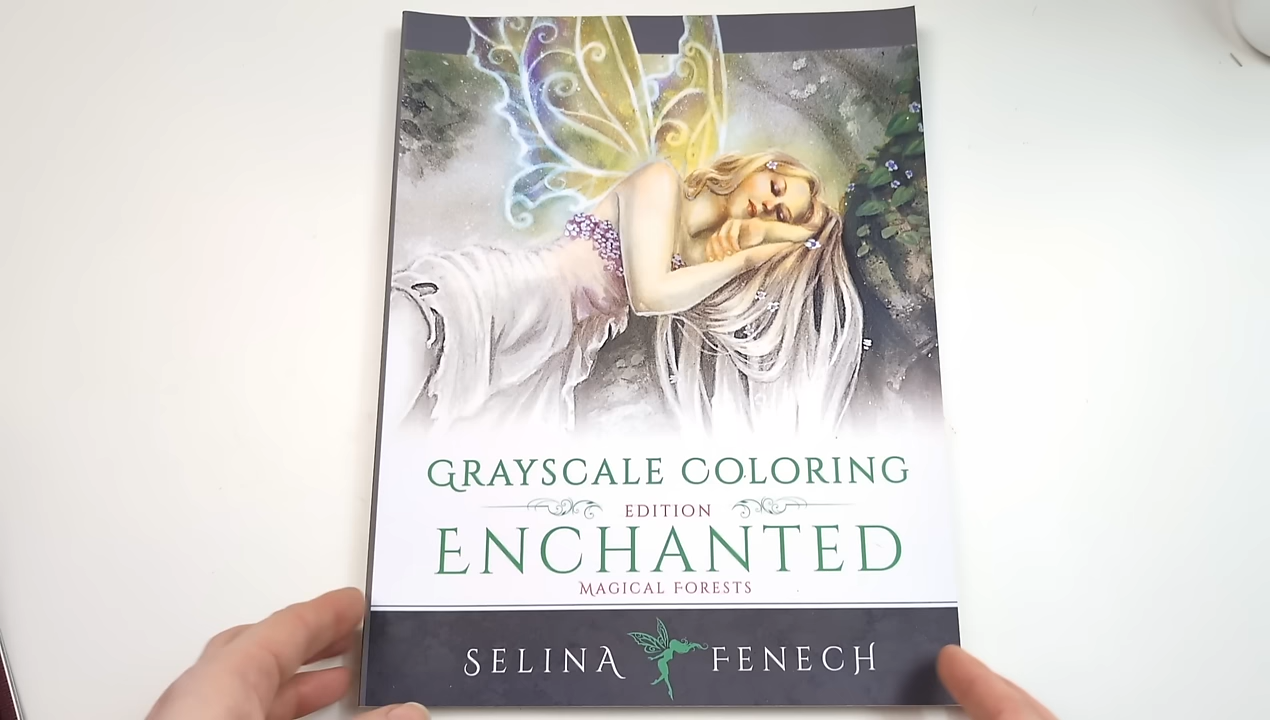 GRAYSCALE COLORING
EDITION
ENCHANTED
MAGICAL FORESTS
SELINA FENECH